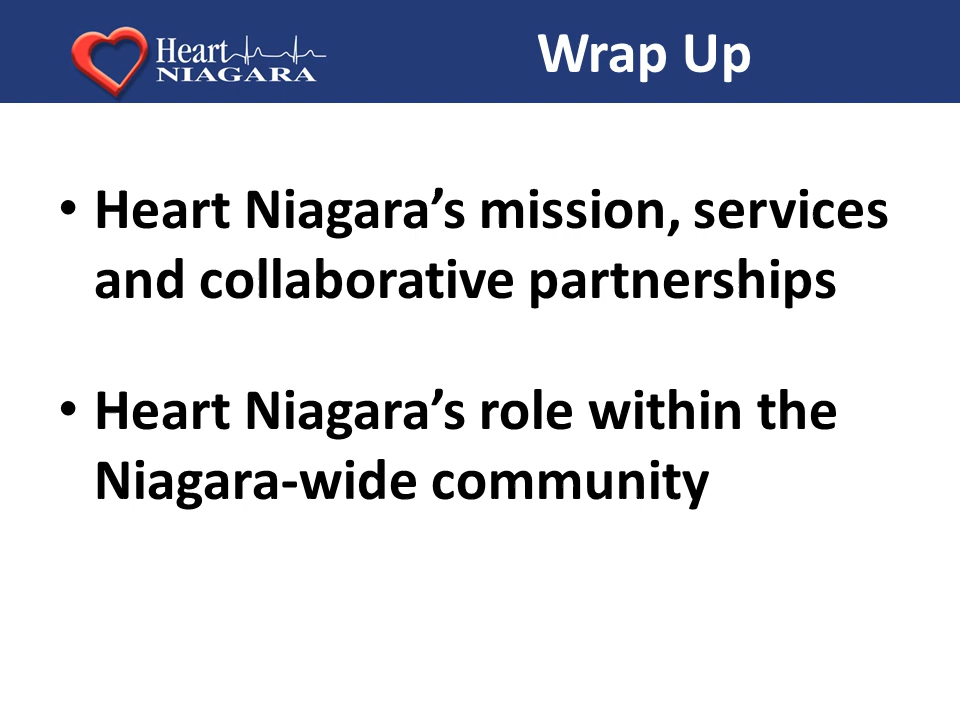 Heart
NIAGARA
Wrap Up
• Heart Niagara’s mission, services
and collaborative partnerships
• Heart Niagara’s role within the
Niagara-wide community